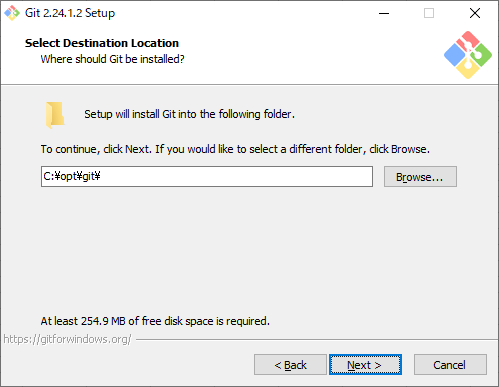 Git 2.24.1.2 Setup
Select Destination Location
Where should Git be installed?
Setup will install Git into the following folder.
To continue, click Next. If you would like to select a different folder, click Browse.
C:¥opt¥git¥
Browse...
At least 254.9 MB of free disk space is required.
https://gitforwindows.org/
< Back
Next >
Cancel